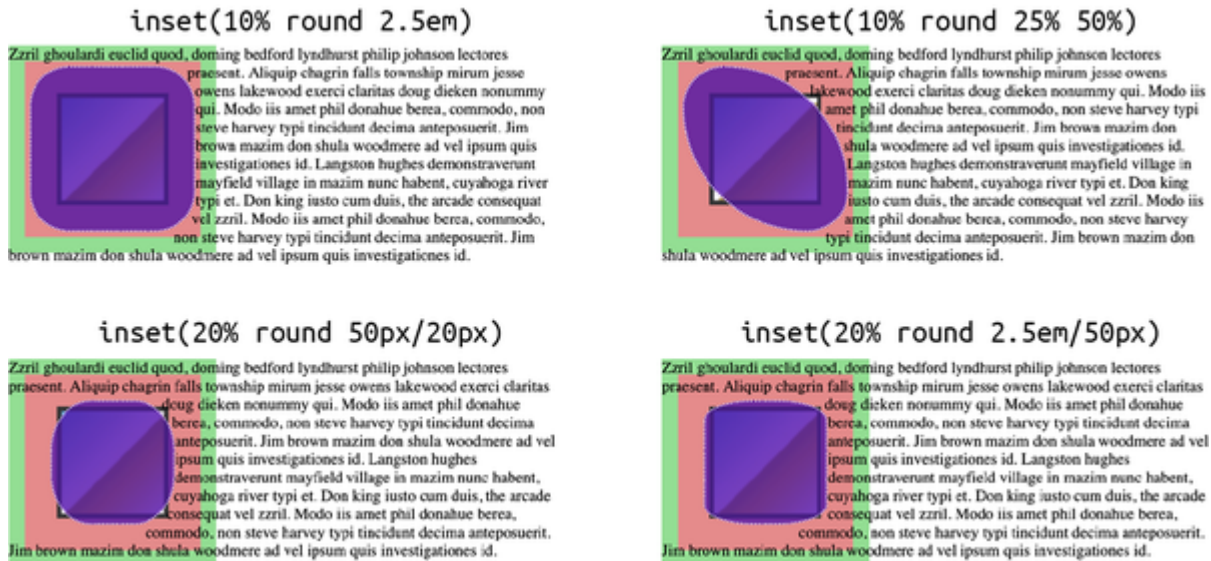 inset(10% round 2.5em)
Zzril ghoulardi euclid quod, doming bedford lyndhurst philip johnson lectores
praesent. Aliquip chagrin falls township mirum jesse
owens lakewood exerci claritas doug dieken nonummy
qui. Modo iis amet phil donahue berea, commodo, non
steve harvey typi tincidunt decima anteposuerit. Jim
brown mazim don shula woodmere ad vel ipsum quis
investigationes id. Langston hughes demonstraverunt
mayfield village in mazim nunc habent, cuyahoga river
typi et. Don king iusto cum duis, the arcade consequat
vel zzril. Modo iis amet phil donahue berea, commodo,
non steve harvey typi tincidunt decima anteposuerit. Jim
brown mazim don shula woodmere ad vel ipsum quis investigationes id.
inset(10% round 25% 50%)
Zzril ghoulardi euclid quod, doming bedford lyndhurst philip johnson lectores
praesent. Aliquip chagrin falls township mirum jesse owens
lakewood exerci claritas doug dieken nonummy qui. Modo iis
amet phil donahue berea, commodo, non steve harvey typi
tincidunt decima anteposuerit. Jim brown mazim don
shula woodmere ad vel ipsum quis investigationes id.
Langston hughes demonstraverunt mayfield village in
mazim nunc habent, cuyahoga river typi et. Don king
iusto cum duis, the arcade consequat vel zzril. Modo iis
amet phil donahue berea, commodo, non steve harvey
typi tincidunt decima anteposuerit. Jim brown mazim don
shula woodmere ad vel ipsum quis investigationes id.
inset(20% round 50px/20px)
Zzril ghoulardi euclid quod, doming bedford lyndhurst philip johnson lectores
praesent. Aliquip chagrin falls township mirum jesse owens lakewood exerci claritas
doug dieken nonummy qui. Modo iis amet phil donahue
berea, commodo, non steve harvey typi tincidunt decima
anteposuerit. Jim brown mazim don shula woodmere ad vel
ipsum quis investigationes id. Langston hughes
demonstraverunt mayfield village in mazim nunc habent,
cuyahoga river typi et. Don king iusto cum duis, the arcade
consequat vel zzril. Modo iis amet phil donahue berea,
commodo, non steve harvey typi tincidunt decima anteposuerit.
Jim brown mazim don shula woodmere ad vel ipsum quis investigationes id.
inset(20% round 2.5em/50px)
Zzril ghoulardi euclid quod, doming bedford lyndhurst philip johnson lectores
praesent. Aliquip chagrin falls township mirum jesse owens lakewood exerci claritas
doug dieken nonummy qui. Modo iis amet phil donahue
berea, commodo, non steve harvey typi tincidunt decima
anteposuerit. Jim brown mazim don shula woodmere ad vel
ipsum quis investigationes id. Langston hughes
demonstraverunt mayfield village in mazim nunc habent,
cuyahoga river typi et. Don king iusto cum duis, the arcade
consequat vel zzril. Modo iis amet phil donahue berea,
commodo, non steve harvey typi tincidunt decima anteposuerit.
Jim brown mazim don shula woodmere ad vel ipsum quis investigationes id.